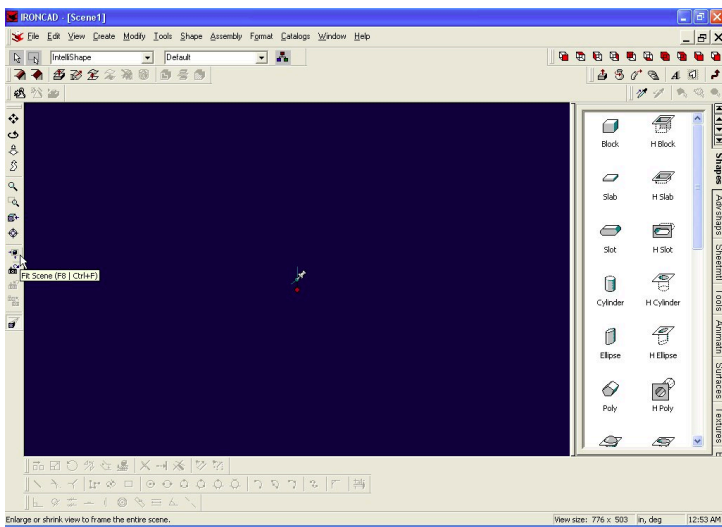 IRONCAD - [Scene1]
File Edit View Create Modify Tools Shape Assembly Format Catalogs Window Help
IntelliShape Default
Fit Scene (F8 | Ctrl+F)
Block H Block
Slab H Slab
Slot H Slot
Cylinder H Cylinder
Ellipse H Ellipse
Poly H Poly
Shapes
Adv shaps
Sheetmtl
Tools
Animatn
Surfaces
Textures
Enlarge or shrink view to frame the entire scene.
View size: 776 x 503 in, deg 12:53 AM